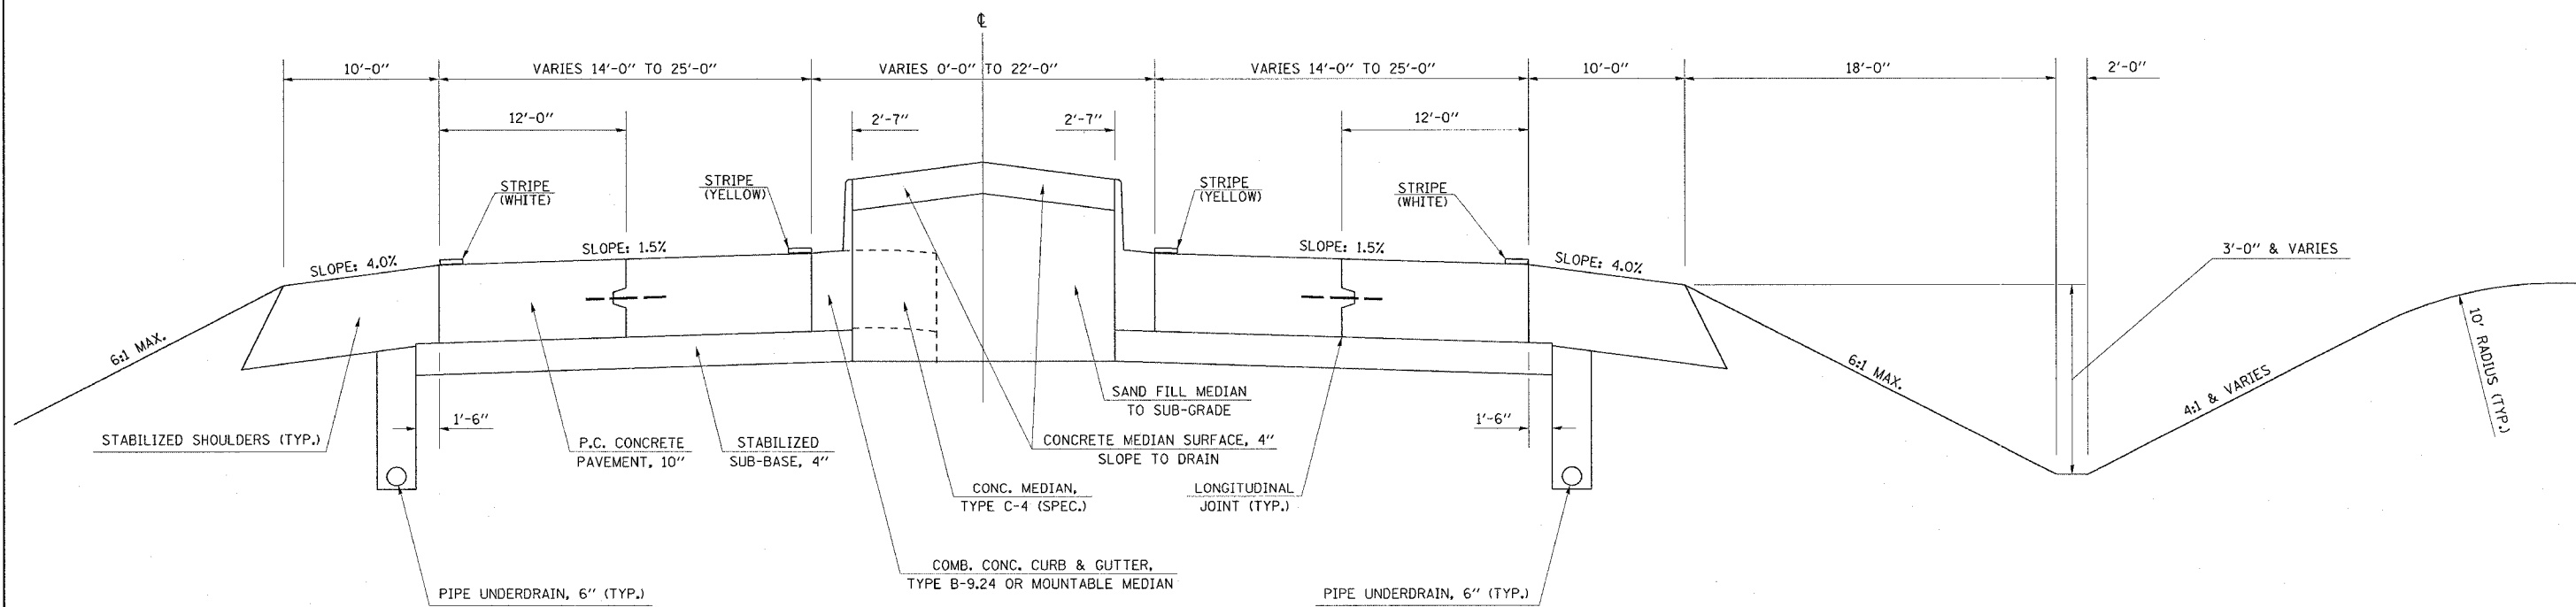 ℄
10'-0"
VARIES 14'-0" TO 25'-0"
VARIES 0'-0" TO 22'-0"
VARIES 14'-0" TO 25'-0"
10'-0"
18'-0"
2'-0"
12'-0"
2'-7"
2'-7"
12'-0"
STRIPE
(WHITE)
STRIPE
(YELLOW)
STRIPE
(YELLOW)
STRIPE
(WHITE)
SLOPE: 4.0%
SLOPE: 1.5%
SLOPE: 1.5%
SLOPE: 4.0%
3'-0" & VARIES
6:1 MAX.
6:1 MAX.
4:1 & VARIES
10' RADIUS (TYP.)
STABILIZED SHOULDERS (TYP.)
1'-6"
P.C. CONCRETE
PAVEMENT, 10"
STABILIZED
SUB-BASE, 4"
SAND FILL MEDIAN
TO SUB-GRADE
CONCRETE MEDIAN SURFACE, 4"
SLOPE TO DRAIN
1'-6"
CONC. MEDIAN,
TYPE C-4 (SPEC.)
LONGITUDINAL
JOINT (TYP.)
COMB. CONC. CURB & GUTTER,
TYPE B-9.24 OR MOUNTABLE MEDIAN
PIPE UNDERDRAIN, 6" (TYP.)
PIPE UNDERDRAIN, 6" (TYP.)